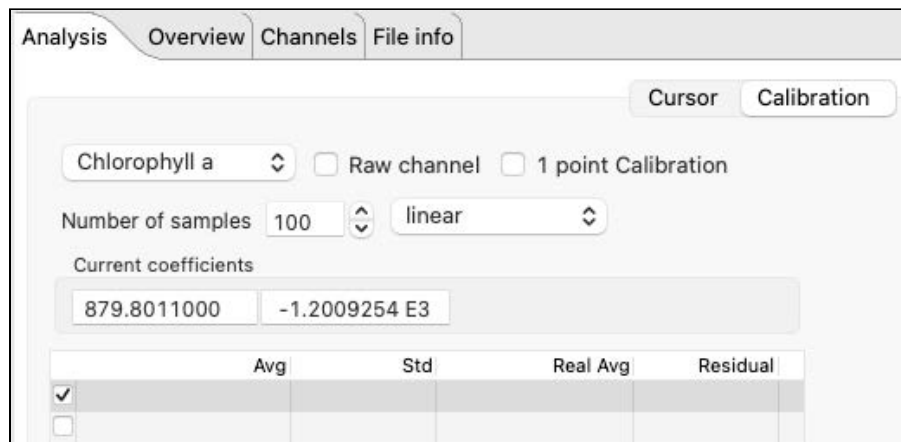 Analysis Overview Channels File info
Cursor Calibration
Chlorophyll a Raw channel 1 point Calibration
Number of samples 100 linear
Current coefficients
879.8011000 -1.2009254 E3
Avg Std Real Avg Residual